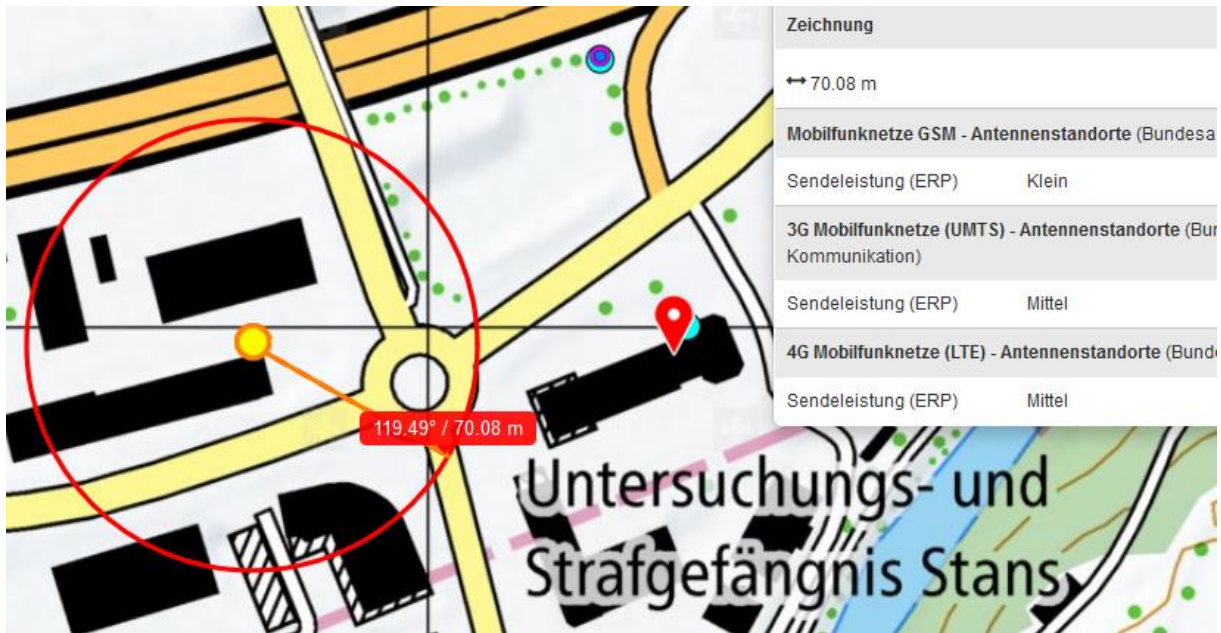 Zeichnung
↔ 70.08 m
Mobilfunknetze GSM - Antennenstandorte (Bundesa
Sendeleistung (ERP) Klein
3G Mobilfunknetze (UMTS) - Antennenstandorte (Bur
Kommunikation)
Sendeleistung (ERP) Mittel
4G Mobilfunknetze (LTE) - Antennenstandorte (Bund
Sendeleistung (ERP) Mittel
119.49° / 70.08 m
Untersuchungs- und
Strafgefängnis Stans